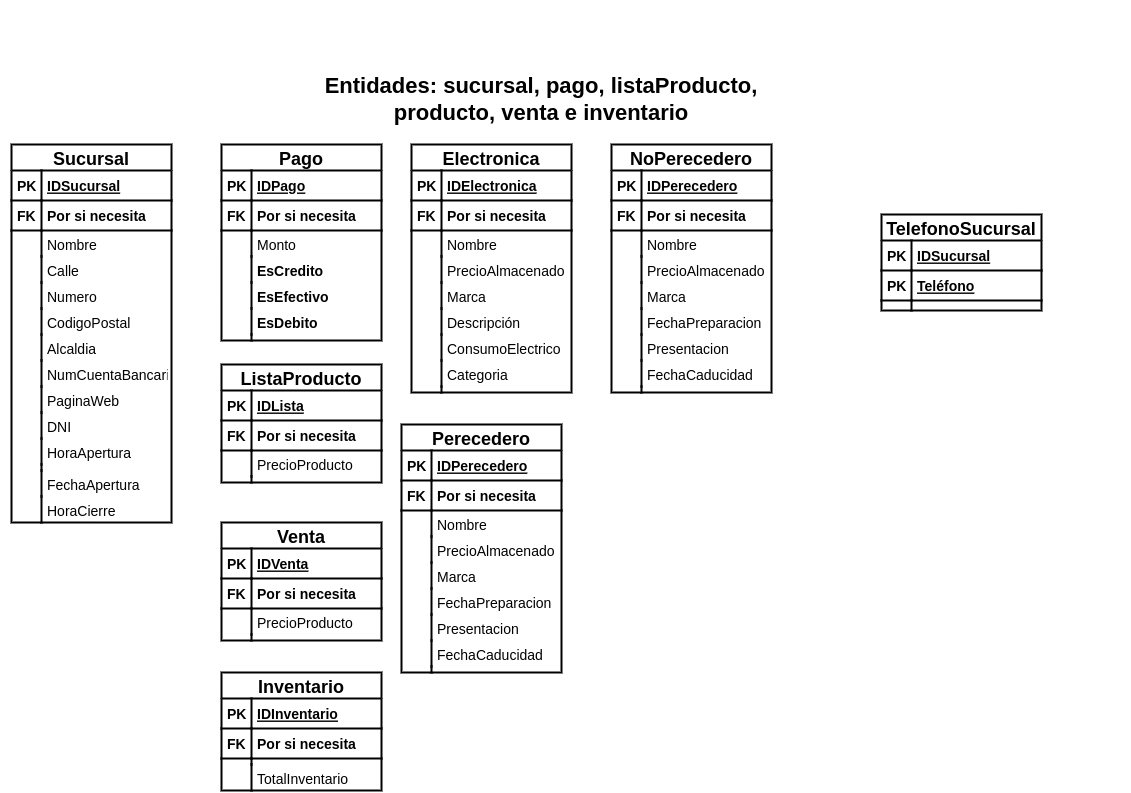 Entidades: sucursal, pago, listaProducto,
producto, venta e inventario
Sucursal
PK IDSucursal
FK Por si necesita
Nombre
Calle
Numero
CodigoPostal
Alcaldia
NumCuentaBancari
PaginaWeb
DNI
HoraApertura
FechaApertura
HoraCierre
Pago
PK IDPago
FK Por si necesita
Monto
EsCredito
EsEfectivo
EsDebito
ListaProducto
PK IDLista
FK Por si necesita
PrecioProducto
Venta
PK IDVenta
FK Por si necesita
PrecioProducto
Inventario
PK IDInventario
FK Por si necesita
TotalInventario
Electronica
PK IDElectronica
FK Por si necesita
Nombre
PrecioAlmacenado
Marca
Descripción
ConsumoElectrico
Categoria
Perecedero
PK IDPerecedero
FK Por si necesita
Nombre
PrecioAlmacenado
Marca
FechaPreparacion
Presentacion
FechaCaducidad
NoPerecedero
PK IDPerecedero
FK Por si necesita
Nombre
PrecioAlmacenado
Marca
FechaPreparacion
Presentacion
FechaCaducidad
TelefonoSucursal
PK IDSucursal
PK Teléfono